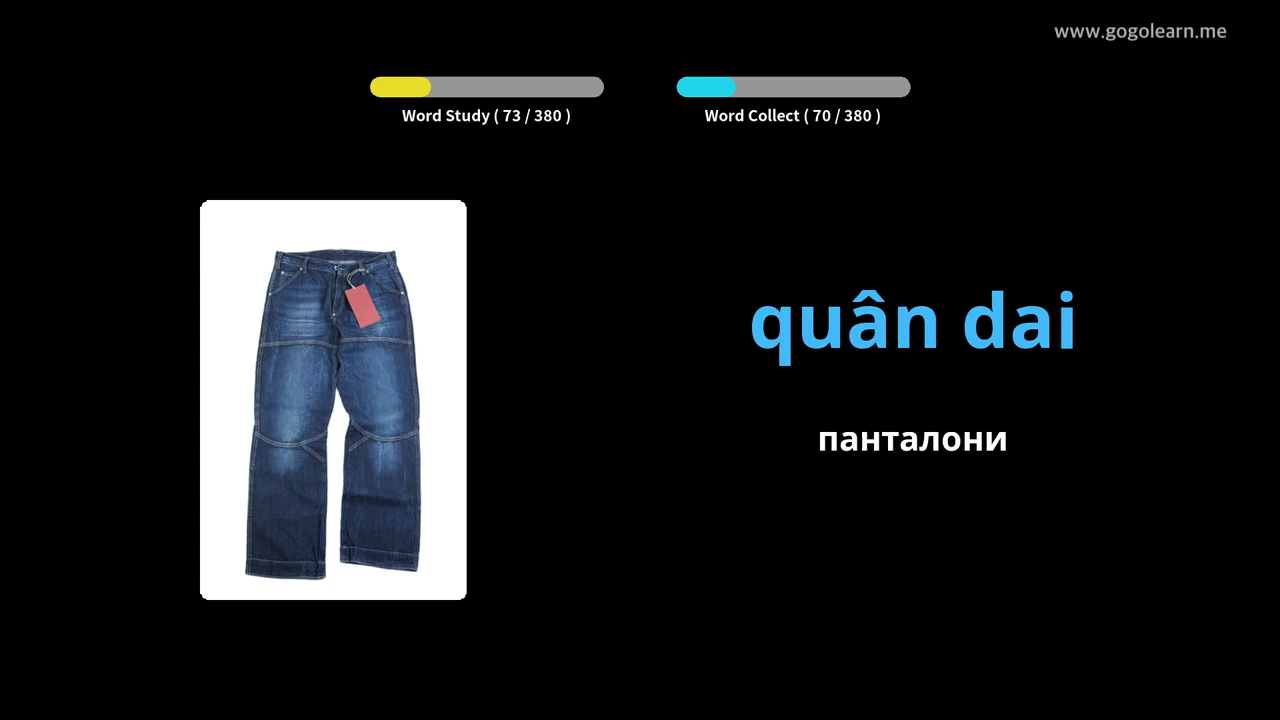 www.gogolearn.me
Word Study ( 73 / 380 )
Word Collect ( 70 / 380 )
quân dai
панталони